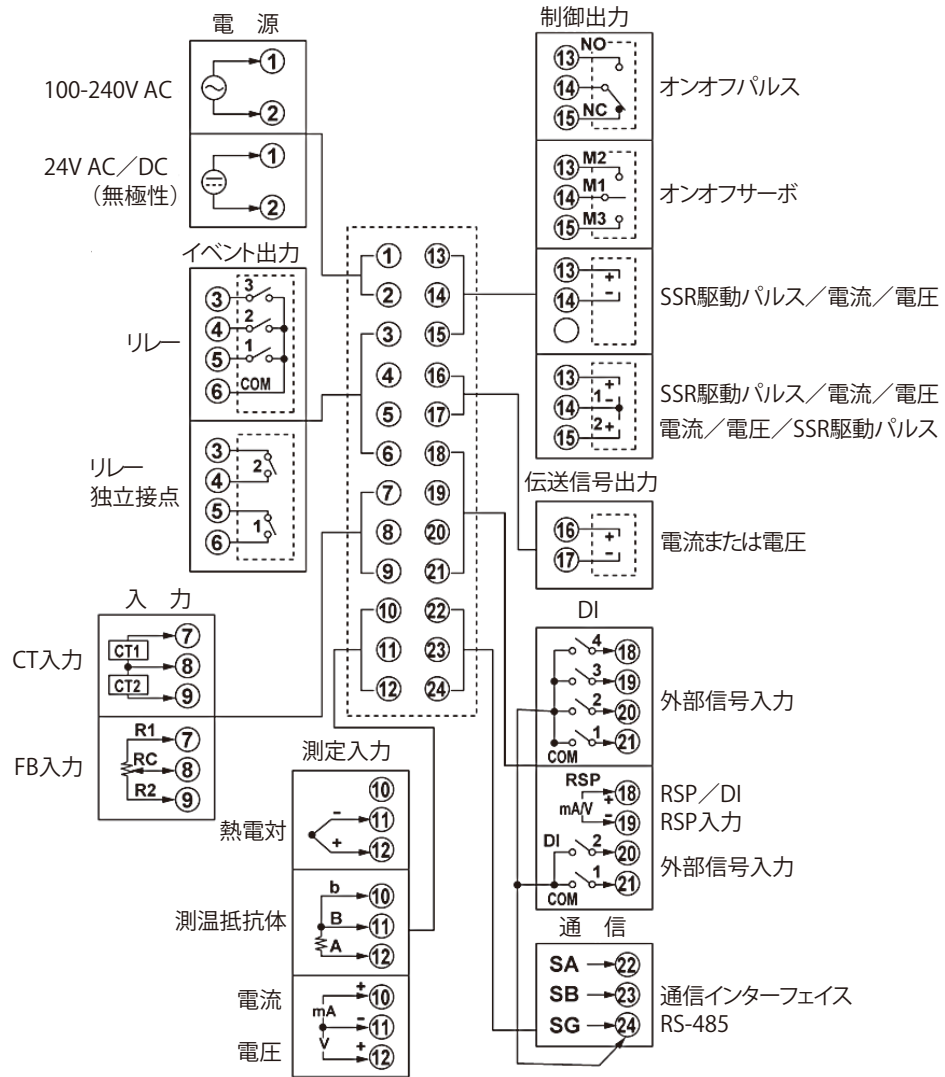 電 源
100-240V AC
①
②
24V AC／DC
（無極性）
①
②
イベント出力
リレー
3
③
2
④
1
⑤
COM
⑥
リレー
独立接点
③
2
④
⑤
1
⑥
入 力
CT入力
CT1
⑦
⑧
CT2
⑨
FB入力
R1
⑦
RC
⑧
R2
⑨
①
②
③
④
⑤
⑥
⑦
⑧
⑨
⑩
⑪
⑫
⑬
⑭
⑮
⑯
⑰
⑱
⑲
⑳
㉑
㉒
㉓
㉔
測定入力
熱電対
⑩
- ⑪
+ ⑫
測温抵抗体
b ⑩
B ⑪
A ⑫
電流
電圧
mA
V
+ ⑩
- ⑪
+ ⑫
制御出力
⑬ NO
⑭
⑮ NC
オンオフパルス
⑬ M2
⑭ M1
⑮ M3
オンオフサーボ
⑬ +
⑭ -
SSR駆動パルス／電流／電圧
⑬ +
⑭ 1 -
⑮ 2 +
SSR駆動パルス／電流／電圧
電流／電圧／SSR駆動パルス
伝送信号出力
⑯ +
⑰ -
電流または電圧
DI
4 ⑱
3 ⑲
2 ⑳
1 ㉑
COM
外部信号入力
RSP
mA/V
+ ⑱
- ⑲
RSP／DI
RSP入力
DI
2 ⑳
1 ㉑
COM
外部信号入力
通 信
SA ㉒
SB ㉓
SG ㉔
通信インターフェイス
RS-485